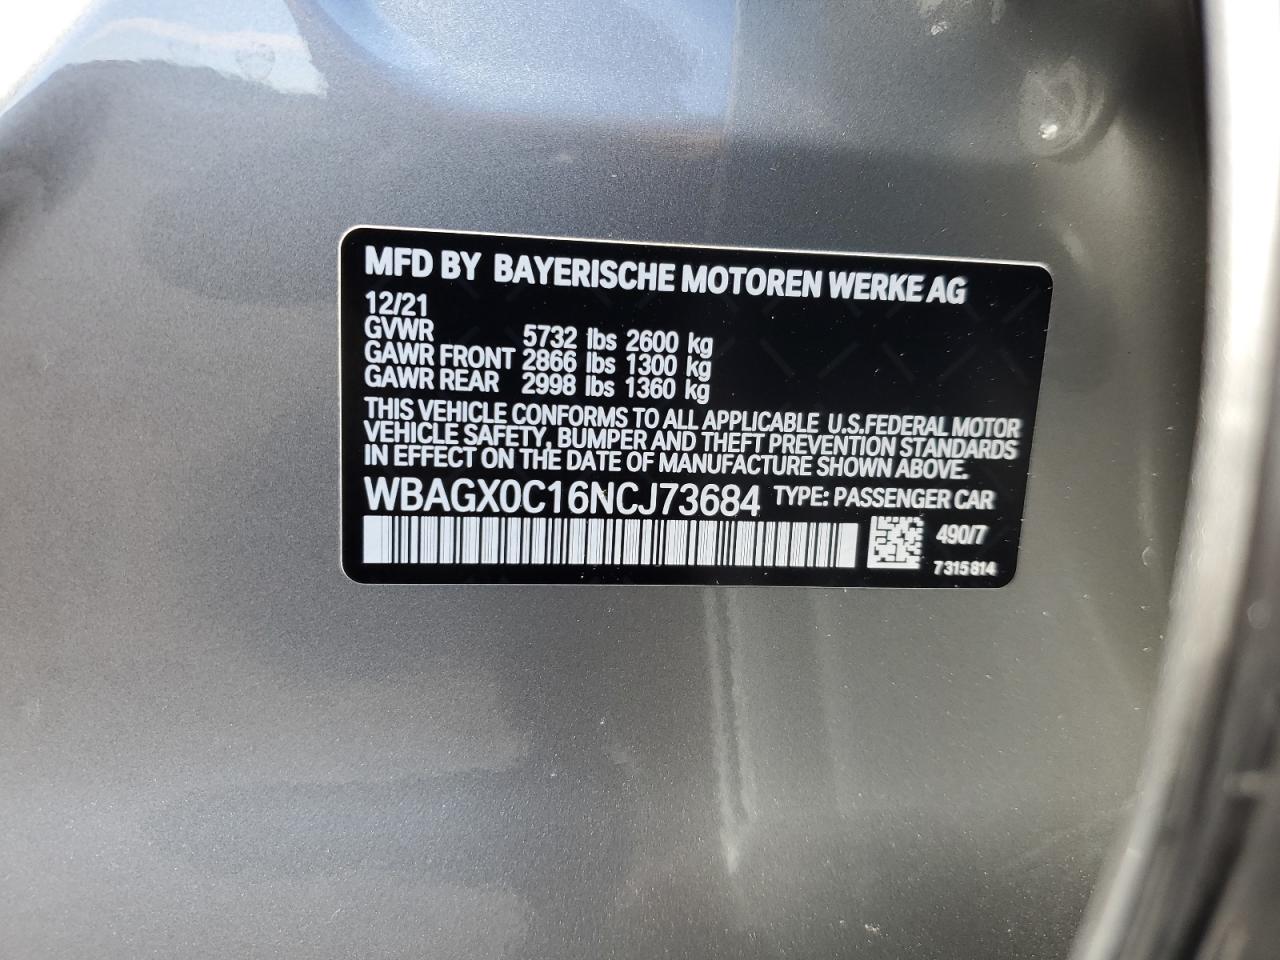 MFD BY BAYERISCHE MOTOREN WERKE AG
12/21
GVWR 5732 lbs 2600 kg
GAWR FRONT 2866 lbs 1300 kg
GAWR REAR 2998 lbs 1360 kg
THIS VEHICLE CONFORMS TO ALL APPLICABLE U.S.FEDERAL MOTOR
VEHICLE SAFETY, BUMPER AND THEFT PREVENTION STANDARDS
IN EFFECT ON THE DATE OF MANUFACTURE SHOWN ABOVE.
WBAGX0C16NCJ73684 TYPE: PASSENGER CAR
490/7
7315814